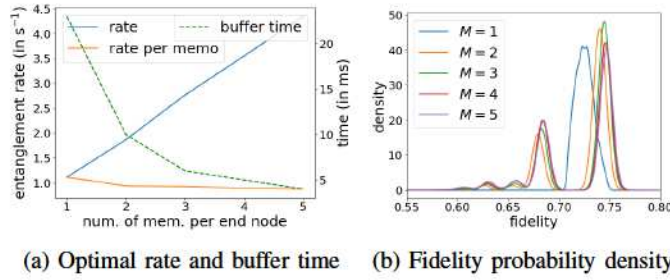 4.5
4.0
3.5
3.0
2.5
2.0
1.5
1.0
entanglement rate (in s⁻¹)
rate
rate per memo
buffer time
20
15
10
5
time (in ms)
1 2 3 4 5
num. of mem. per end node
(a) Optimal rate and buffer time
50
40
30
20
10
0
density
M = 1
M = 2
M = 3
M = 4
M = 5
0.55 0.60 0.65 0.70 0.75 0.80
fidelity
(b) Fidelity probability density